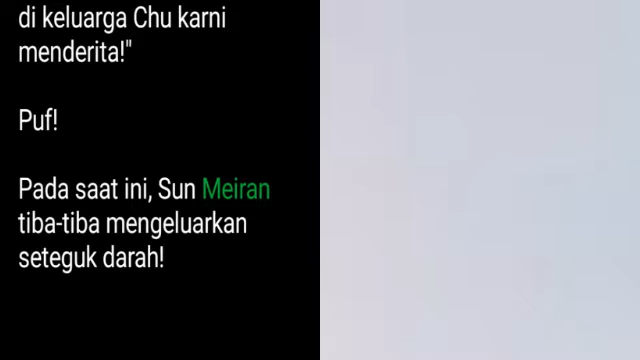 di keluarga Chu karni
menderita!"
Puf!
Pada saat ini, Sun Meiran
tiba-tiba mengeluarkan
seteguk darah!